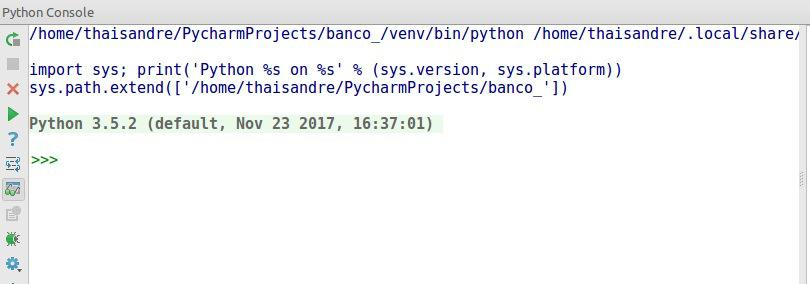 Python Console
/home/thaisandre/PycharmProjects/banco_/venv/bin/python /home/thaisandre/.local/share/
import sys; print('Python %s on %s' % (sys.version, sys.platform))
sys.path.extend(['/home/thaisandre/PycharmProjects/banco_'])
Python 3.5.2 (default, Nov 23 2017, 16:37:01)
>>>